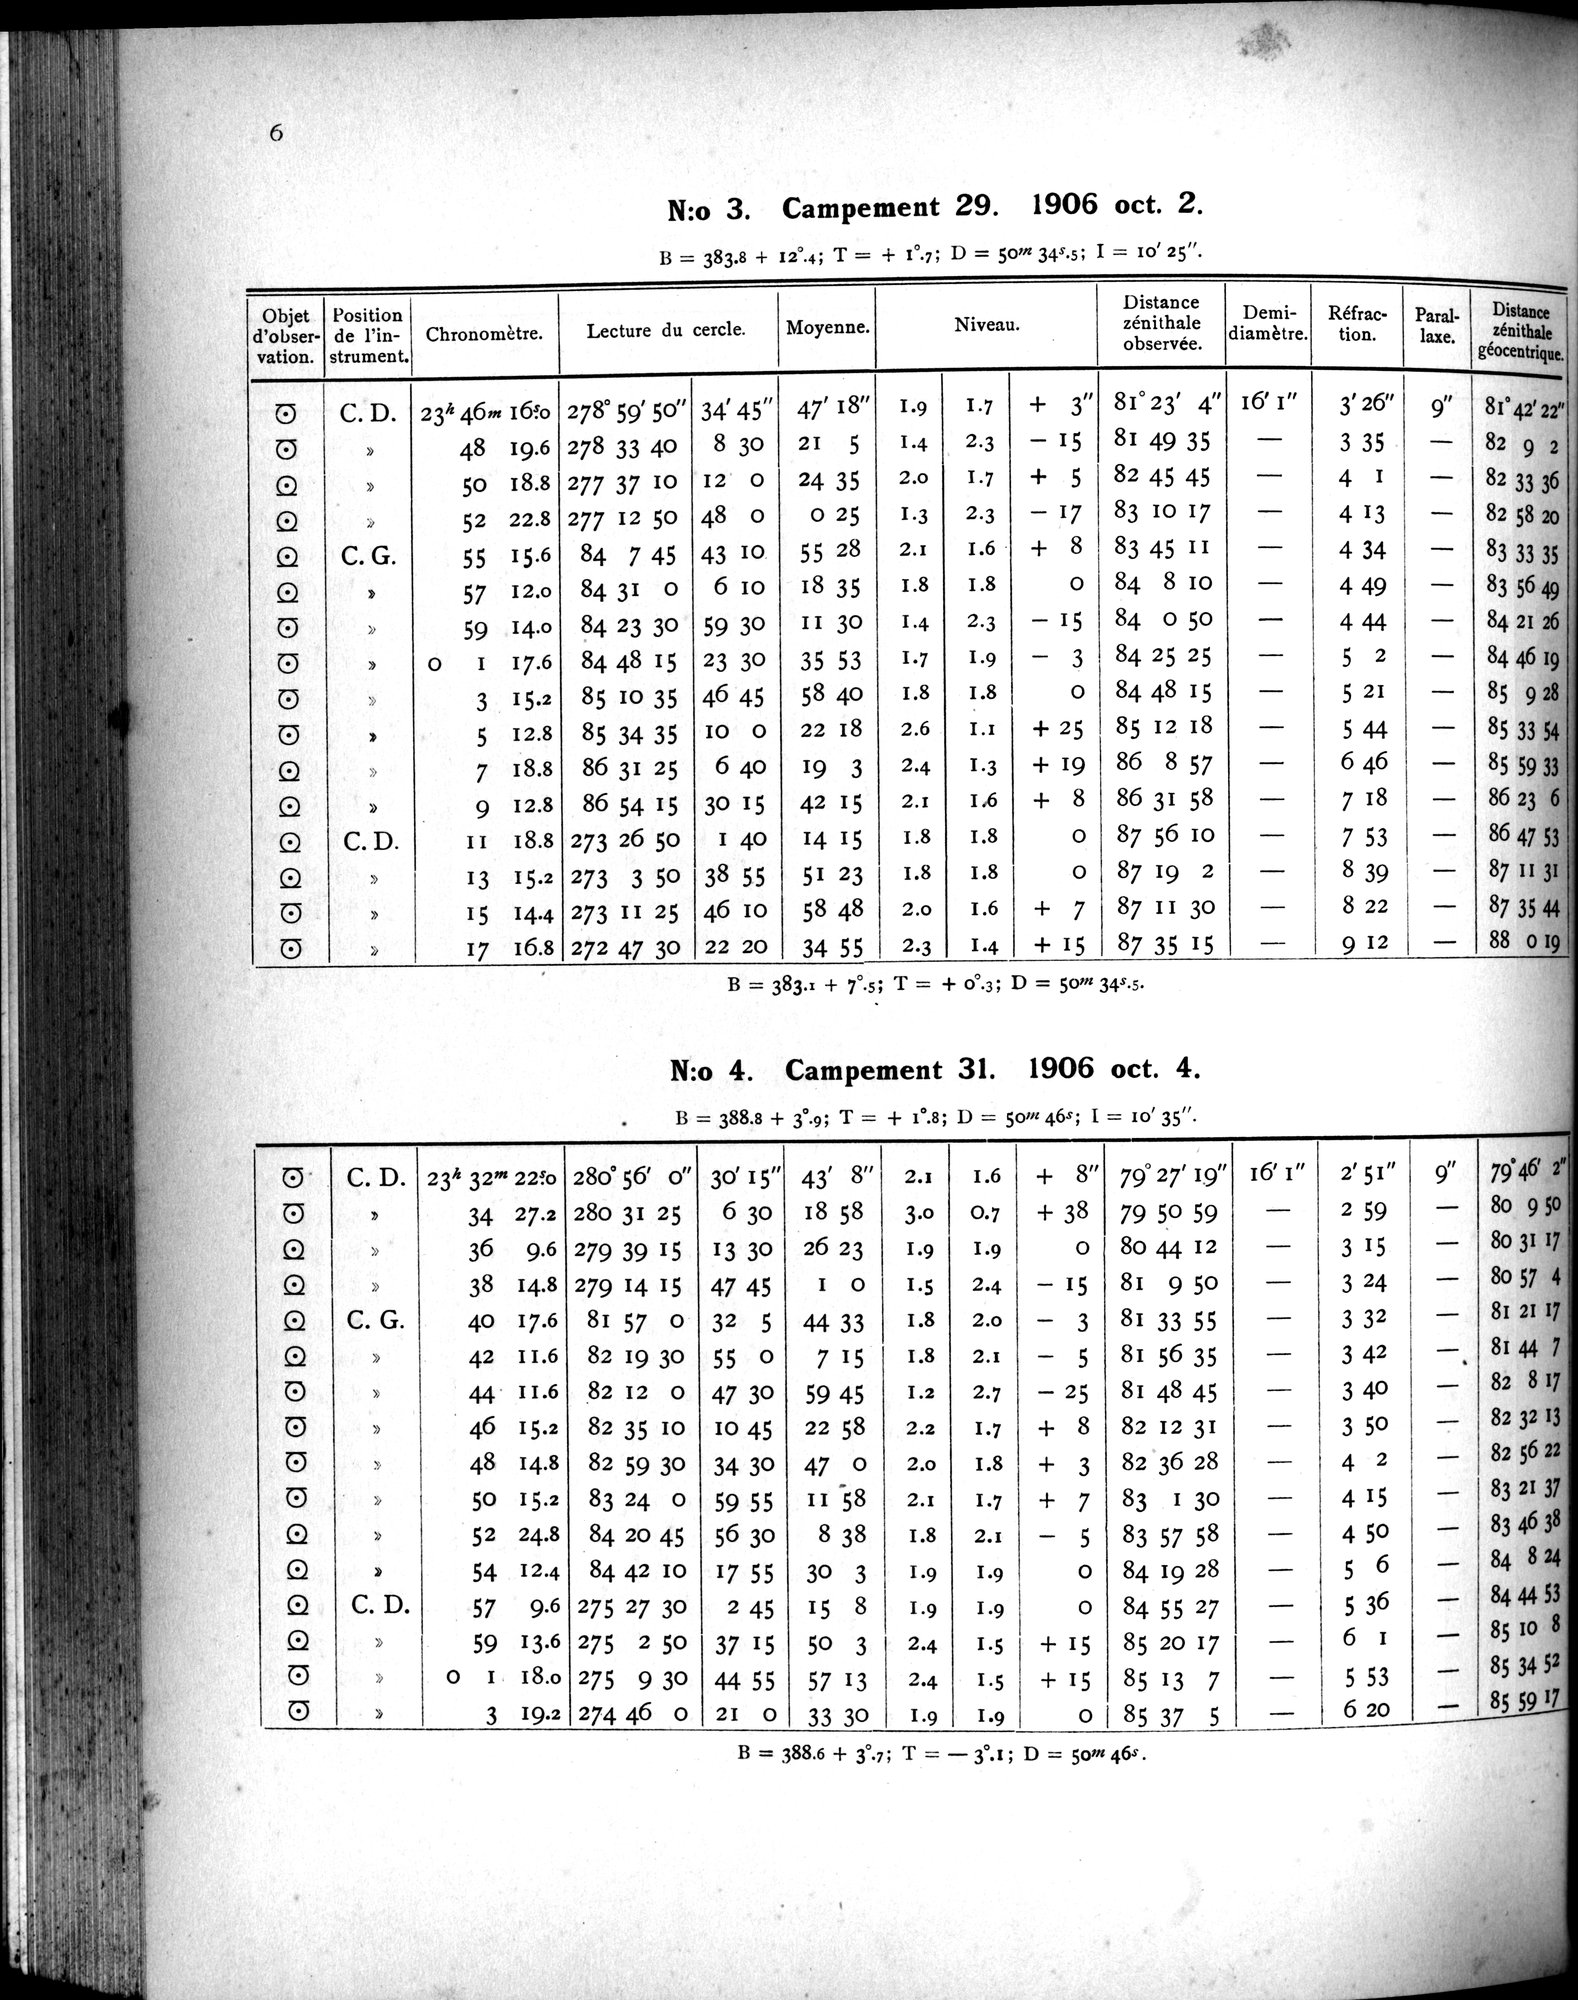 6
N:o 3. Campement 29. 1906 oct. 2.
B = 383.8 + 12°.4; T = + 1°.7; D = 50m 34s.5; I = 10′ 25″.
Objet d'obser-vation. Position de l'in-strument. Chronomètre. Lecture du cercle. Moyenne. Niveau. Distance zénithale observée. Demi-diamètre. Réfrac-tion. Paral-laxe. Distance zénithale géocentrique.
C. D. 23h 46m 16s.0 278° 59′ 50″ 34′ 45″ 47′ 18″ 1.9 1.7 + 3″ 81° 23′ 4″ 16′ 1″ 3′ 26″ 9″ 81° 42′ 22″
» 48 19.6 278 33 40 8 30 21 5 1.4 2.3 — 15 81 49 35 — 3 35 — 82 9 2
» 50 18.8 277 37 10 12 0 24 35 2.0 1.7 + 5 82 45 45 — 4 1 — 82 33 36
» 52 22.8 277 12 50 48 0 0 25 1.3 2.3 — 17 83 10 17 — 4 13 — 82 58 20
C. G. 55 15.6 84 7 45 43 10 55 28 2.1 1.6 + 8 83 45 11 — 4 34 — 83 33 35
» 57 12.0 84 31 0 6 10 18 35 1.8 1.8 0 84 8 10 — 4 49 — 83 56 49
» 59 14.0 84 23 30 59 30 11 30 1.4 2.3 — 15 84 0 50 — 4 44 — 84 21 26
» 0 1 17.6 84 48 15 23 30 35 53 1.7 1.9 — 3 84 25 25 — 5 2 — 84 46 19
» 3 15.2 85 10 35 46 45 58 40 1.8 1.8 0 84 48 15 — 5 21 — 85 9 28
» 5 12.8 85 34 35 10 0 22 18 2.6 1.1 + 25 85 12 18 — 5 44 — 85 33 54
» 7 18.8 86 31 25 6 40 19 3 2.4 1.3 + 19 86 8 57 — 6 46 — 85 59 33
» 9 12.8 86 54 15 30 15 42 15 2.1 1.6 + 8 86 31 58 — 7 18 — 86 23 6
C. D. 11 18.8 273 26 50 1 40 14 15 1.8 1.8 0 87 56 10 — 7 53 — 86 47 53
» 13 15.2 273 3 50 38 55 51 23 1.8 1.8 0 87 19 2 — 8 39 — 87 11 31
» 15 14.4 273 11 25 46 10 58 48 2.0 1.6 + 7 87 11 30 — 8 22 — 87 35 44
» 17 16.8 272 47 30 22 20 34 55 2.3 1.4 + 15 87 35 15 — 9 12 — 88 0 19
B = 383.1 + 7°.5; T = + 0°.3; D = 50m 34s.5.
N:o 4. Campement 31. 1906 oct. 4.
B = 388.8 + 3°.9; T = + 1°.8; D = 50m 46s; I = 10′ 35″.
C. D. 23h 32m 22s.0 280° 56′ 0″ 30′ 15″ 43′ 8″ 2.1 1.6 + 8″ 79° 27′ 19″ 16′ 1″ 2′ 51″ 9″ 79° 46′ 2″
» 34 27.2 280 31 25 6 30 18 58 3.0 0.7 + 38 79 50 59 — 2 59 — 80 9 50
» 36 9.6 279 39 15 13 30 26 23 1.9 1.9 0 80 44 12 — 3 15 — 80 31 17
» 38 14.8 279 14 15 47 45 1 0 1.5 2.4 — 15 81 9 50 — 3 24 — 80 57 4
C. G. 40 17.6 81 57 0 32 5 44 33 1.8 2.0 — 3 81 33 55 — 3 32 — 81 21 17
» 42 11.6 82 19 30 55 0 7 15 1.8 2.1 — 5 81 56 35 — 3 42 — 81 44 7
» 44 11.6 82 12 0 47 30 59 45 1.2 2.7 — 25 81 48 45 — 3 40 — 82 8 17
» 46 15.2 82 35 10 10 45 22 58 2.2 1.7 + 8 82 12 31 — 3 50 — 82 32 13
» 48 14.8 82 59 30 34 30 47 0 2.0 1.8 + 3 82 36 28 — 4 2 — 82 56 22
» 50 15.2 83 24 0 59 55 11 58 2.1 1.7 + 7 83 1 30 — 4 15 — 83 21 37
» 52 24.8 84 20 45 56 30 8 38 1.8 2.1 — 5 83 57 58 — 4 50 — 83 46 38
» 54 12.4 84 42 10 17 55 30 3 1.9 1.9 0 84 19 28 — 5 6 — 84 8 24
C. D. 57 9.6 275 27 30 2 45 15 8 1.9 1.9 0 84 55 27 — 5 36 — 84 44 53
» 59 13.6 275 2 50 37 15 50 3 2.4 1.5 + 15 85 20 17 — 6 1 — 85 10 8
» 0 1 18.0 275 9 30 44 55 57 13 2.4 1.5 + 15 85 13 7 — 5 53 — 85 34 52
» 3 19.2 274 46 0 21 0 33 30 1.9 1.9 0 85 37 5 — 6 20 — 85 59 17
B = 388.6 + 3°.7; T = — 3°.1; D = 50m 46s.